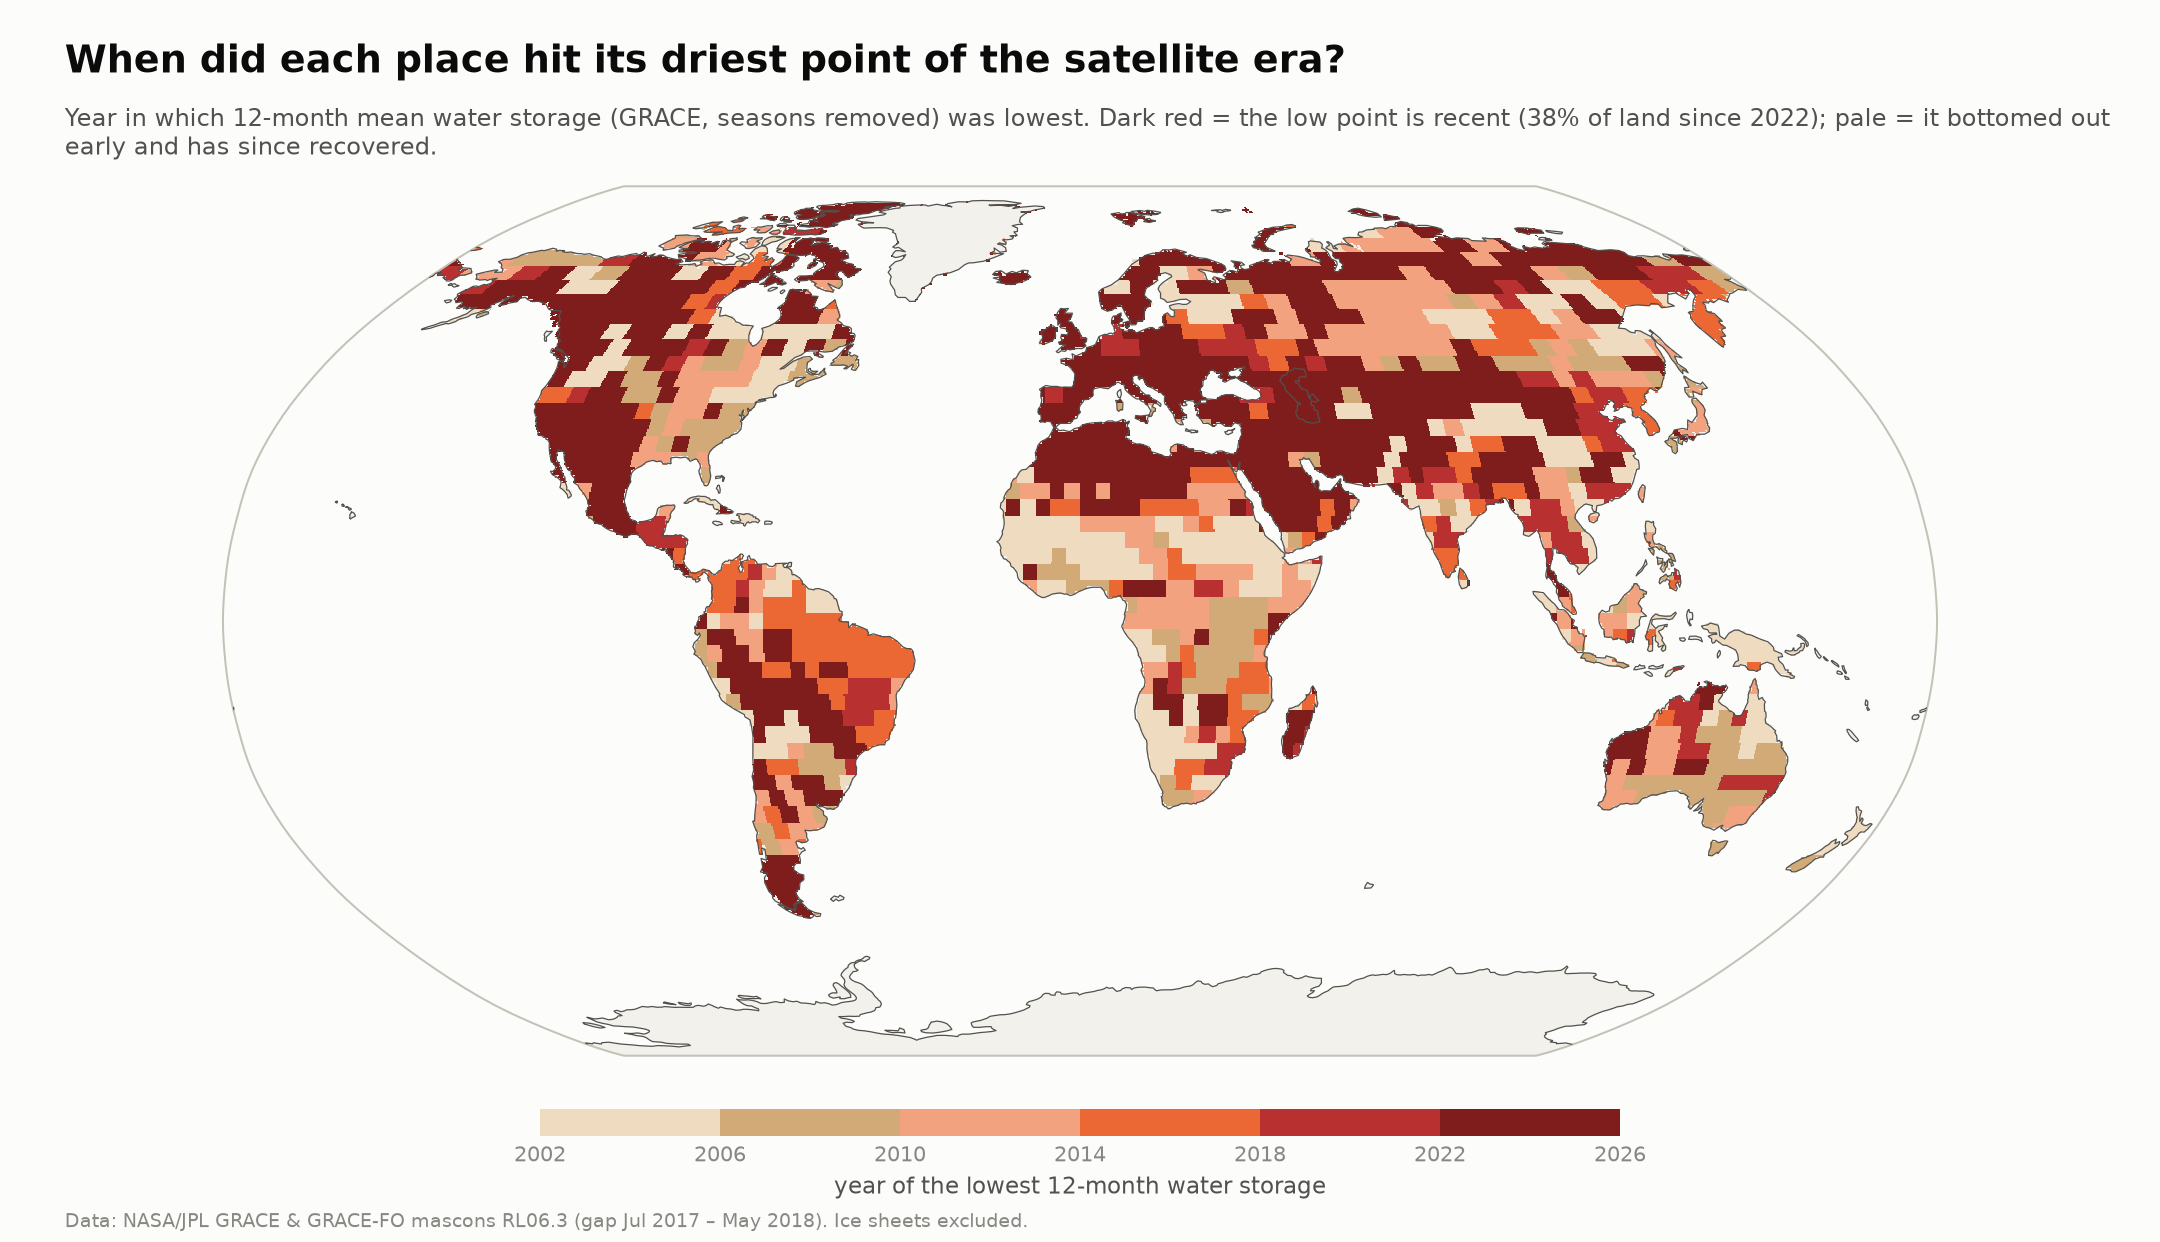 When did each place hit its driest point of the satellite era?
Year in which 12-month mean water storage (GRACE, seasons removed) was lowest. Dark red = the low point is recent (38% of land since 2022); pale = it bottomed out
early and has since recovered.
2002 2006 2010 2014 2018 2022 2026
year of the lowest 12-month water storage
Data: NASA/JPL GRACE & GRACE-FO mascons RL06.3 (gap Jul 2017 – May 2018). Ice sheets excluded.